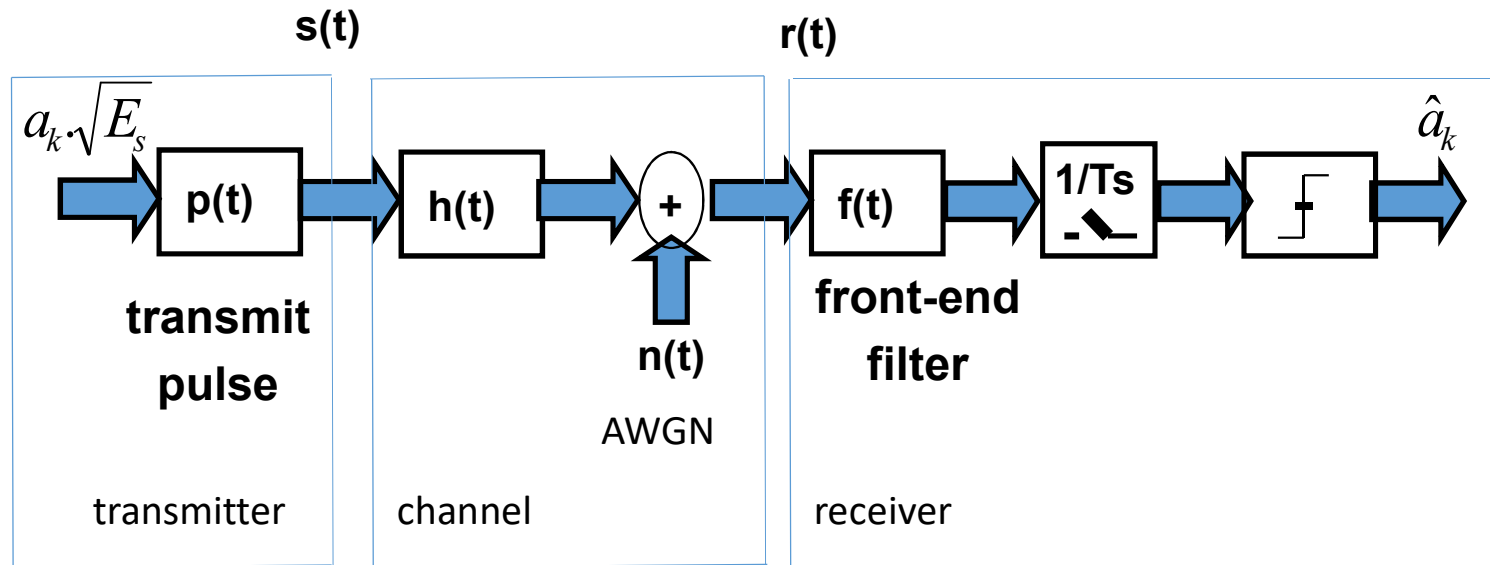 s(t)
r(t)
a_k.√E_s
â_k
p(t)
h(t)
+
f(t)
1/Ts
transmit
pulse
n(t)
AWGN
front-end
filter
transmitter
channel
receiver